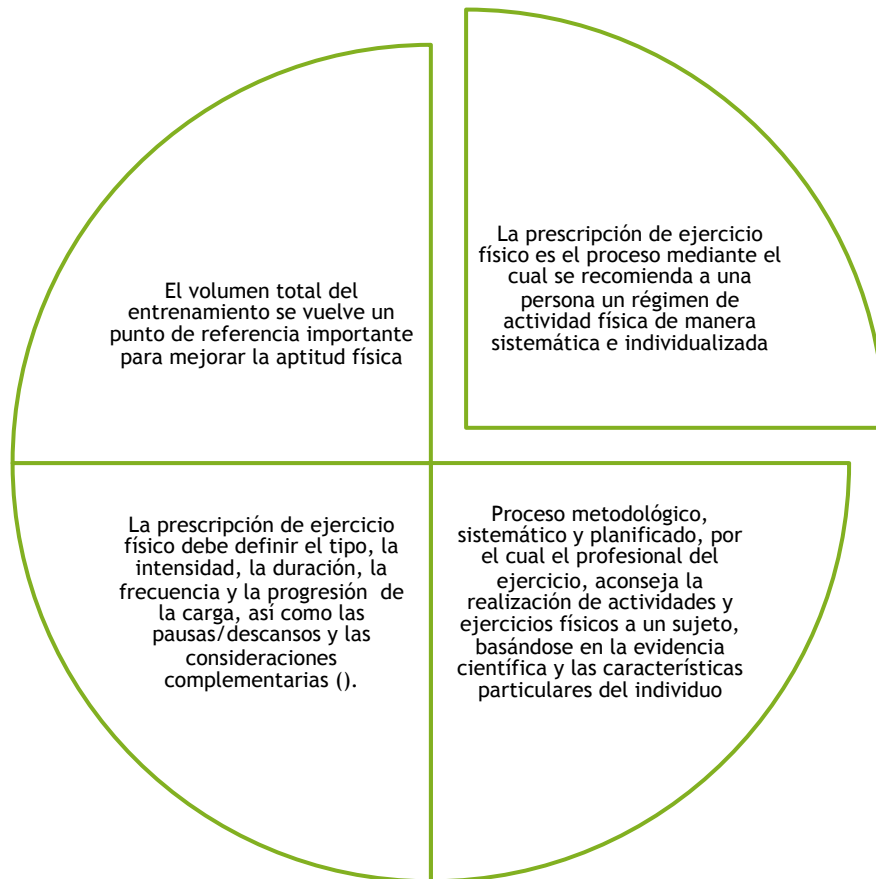 La prescripción de ejercicio
físico es el proceso mediante el
cual se recomienda a una
persona un régimen de
actividad física de manera
sistemática e individualizada
Proceso metodológico,
sistemático y planificado, por
el cual el profesional del
ejercicio, aconseja la
realización de actividades y
ejercicios físicos a un sujeto,
basándose en la evidencia
científica y las características
particulares del individuo
La prescripción de ejercicio
físico debe definir el tipo, la
intensidad, la duración, la
frecuencia y la progresión de
la carga, así como las
pausas/descansos y las
consideraciones
complementarias ().
El volumen total del
entrenamiento se vuelve un
punto de referencia importante
para mejorar la aptitud física